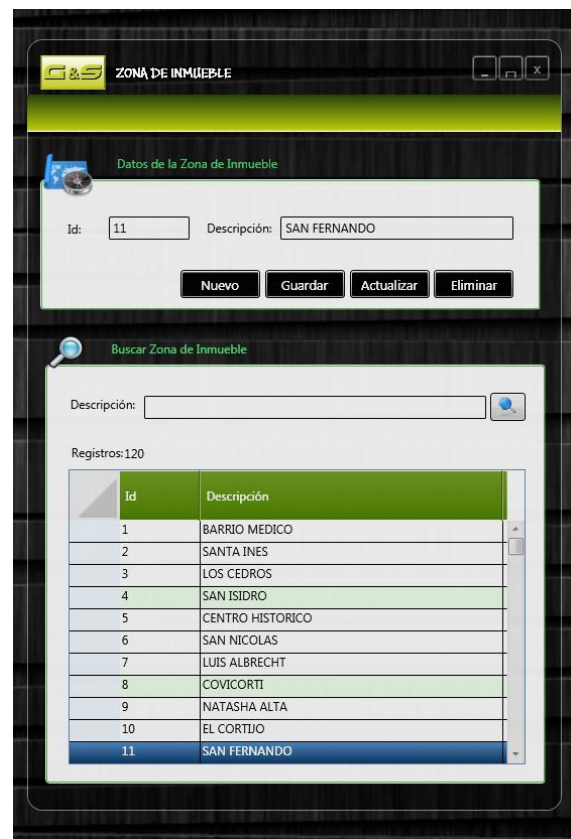 G&S ZONA DE INMUEBLE
x
Datos de la Zona de Inmueble
Id: 11 Descripción: SAN FERNANDO
Nuevo Guardar Actualizar Eliminar
Buscar Zona de Inmueble
Descripción:
Registros:120
Id Descripción
1 BARRIO MEDICO
2 SANTA INES
3 LOS CEDROS
4 SAN ISIDRO
5 CENTRO HISTORICO
6 SAN NICOLAS
7 LUIS ALBRECHT
8 COVICORTI
9 NATASHA ALTA
10 EL CORTIJO
11 SAN FERNANDO